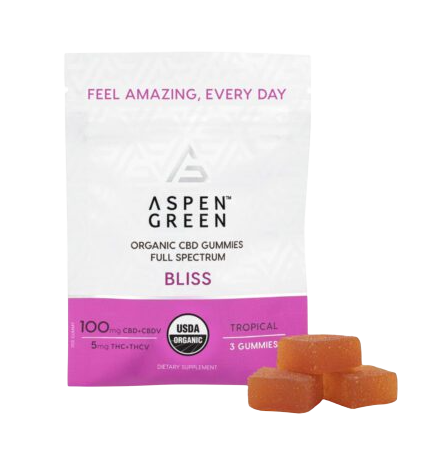 FEEL AMAZING, EVERY DAY
ASPEN™
GREEN
ORGANIC CBD GUMMIES
FULL SPECTRUM
BLISS
100mg CBD+CBDV
5mg THC+THCV
USDA
ORGANIC
TROPICAL
3 GUMMIES
DIETARY SUPPLEMENT